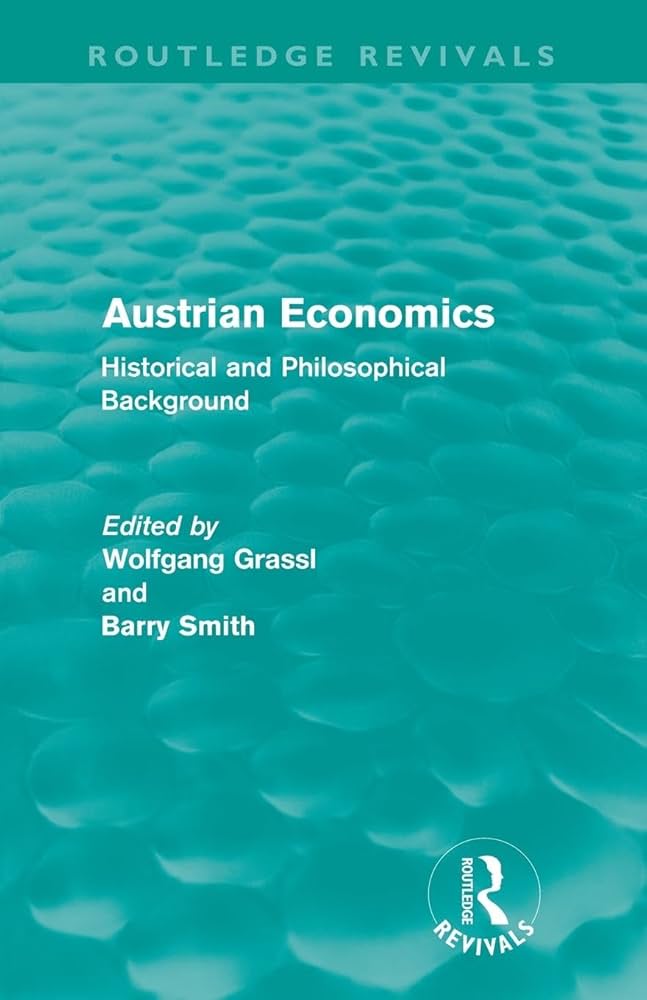 ROUTLEDGE REVIVALS
Austrian Economics
Historical and Philosophical
Background
Edited by
Wolfgang Grassl
and
Barry Smith
ROUTLEDGE
REVIVALS